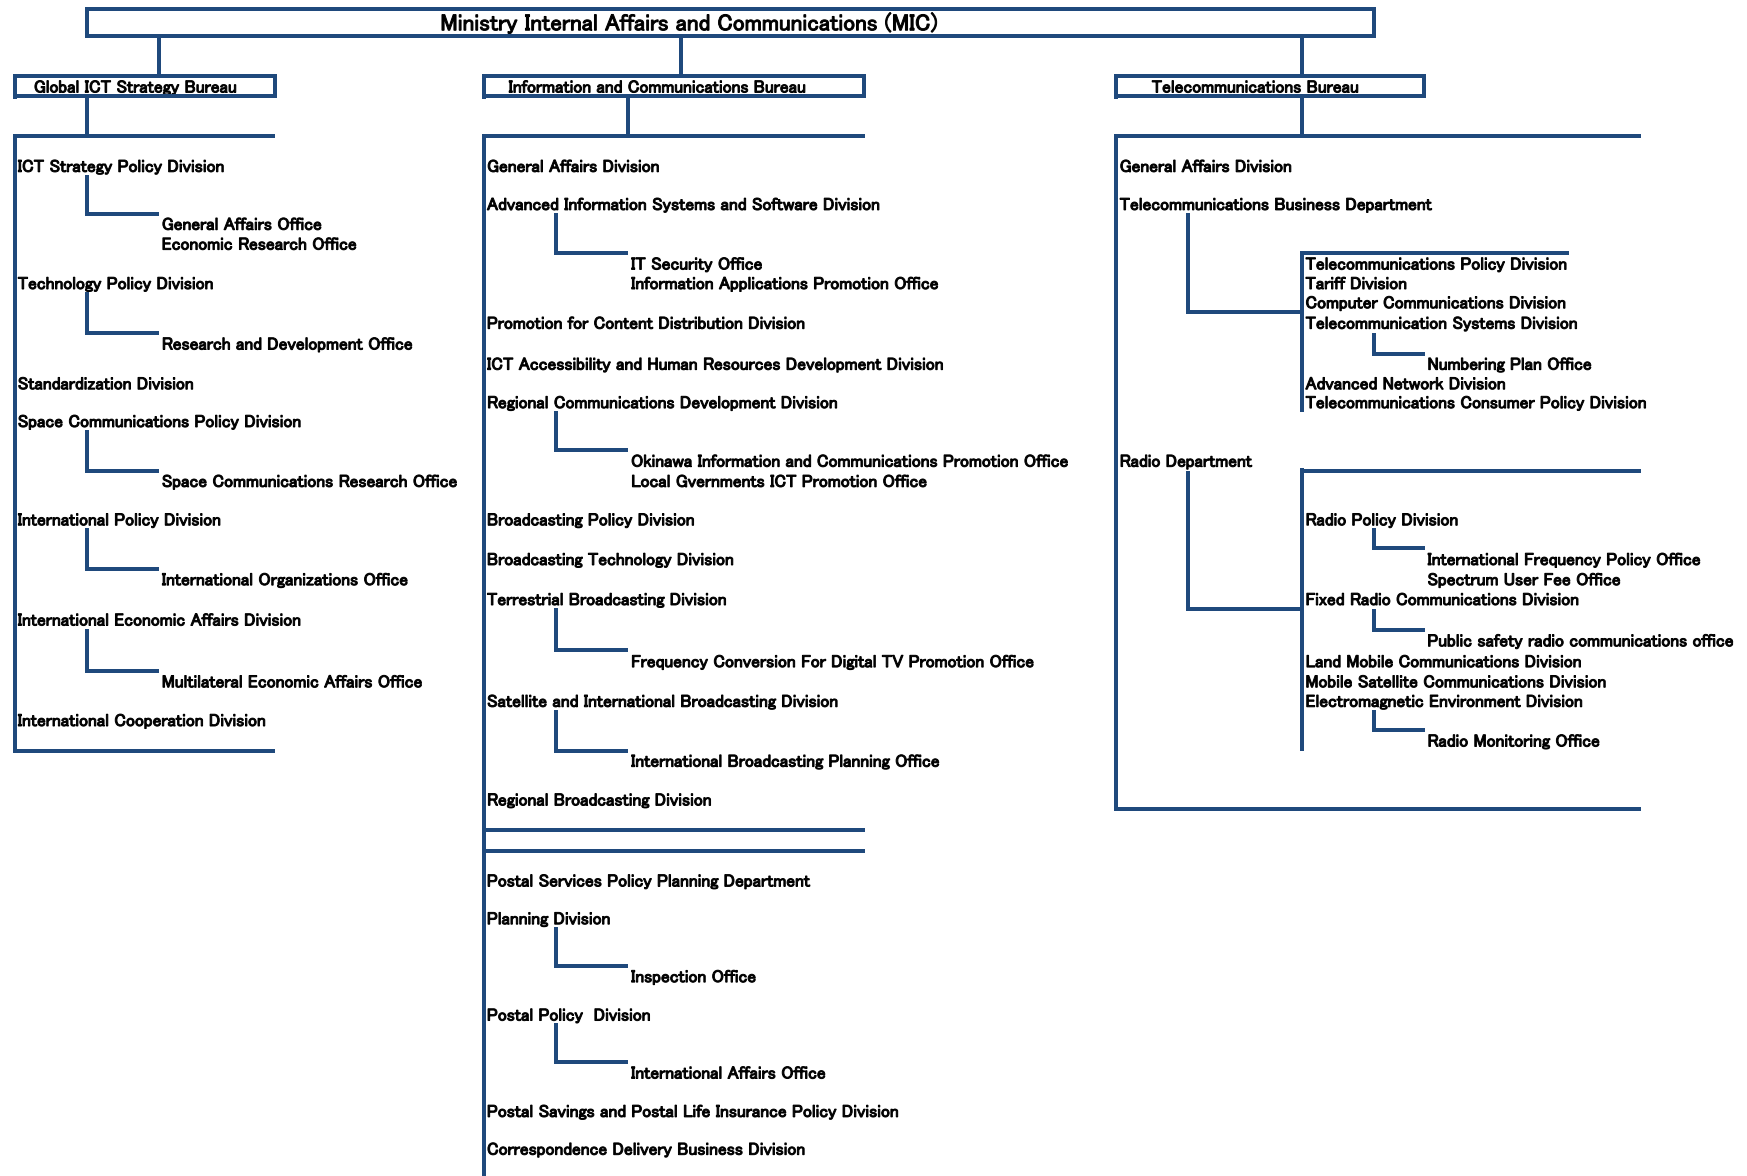 Ministry Internal Affairs and Communications (MIC)
Global ICT Strategy Bureau
ICT Strategy Policy Division
General Affairs Office
Economic Research Office
Technology Policy Division
Research and Development Office
Standardization Division
Space Communications Policy Division
Space Communications Research Office
International Policy Division
International Organizations Office
International Economic Affairs Division
Multilateral Economic Affairs Office
International Cooperation Division
Information and Communications Bureau
General Affairs Division
Advanced Information Systems and Software Division
IT Security Office
Information Applications Promotion Office
Promotion for Content Distribution Division
ICT Accessibility and Human Resources Development Division
Regional Communications Development Division
Okinawa Information and Communications Promotion Office
Local Gvernments ICT Promotion Office
Broadcasting Policy Division
Broadcasting Technology Division
Terrestrial Broadcasting Division
Frequency Conversion For Digital TV Promotion Office
Satellite and International Broadcasting Division
International Broadcasting Planning Office
Regional Broadcasting Division
Postal Services Policy Planning Department
Planning Division
Inspection Office
Postal Policy Division
International Affairs Office
Postal Savings and Postal Life Insurance Policy Division
Correspondence Delivery Business Division
Telecommunications Bureau
General Affairs Division
Telecommunications Business Department
Telecommunications Policy Division
Tariff Division
Computer Communications Division
Telecommunication Systems Division
Numbering Plan Office
Advanced Network Division
Telecommunications Consumer Policy Division
Radio Department
Radio Policy Division
International Frequency Policy Office
Spectrum User Fee Office
Fixed Radio Communications Division
Public safety radio communications office
Land Mobile Communications Division
Mobile Satellite Communications Division
Electromagnetic Environment Division
Radio Monitoring Office